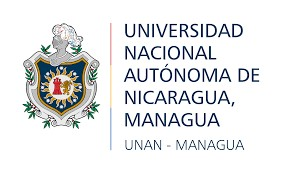 UNIVERSIDAD
NACIONAL
AUTÓNOMA DE
NICARAGUA,
MANAGUA
UNAN - MANAGUA